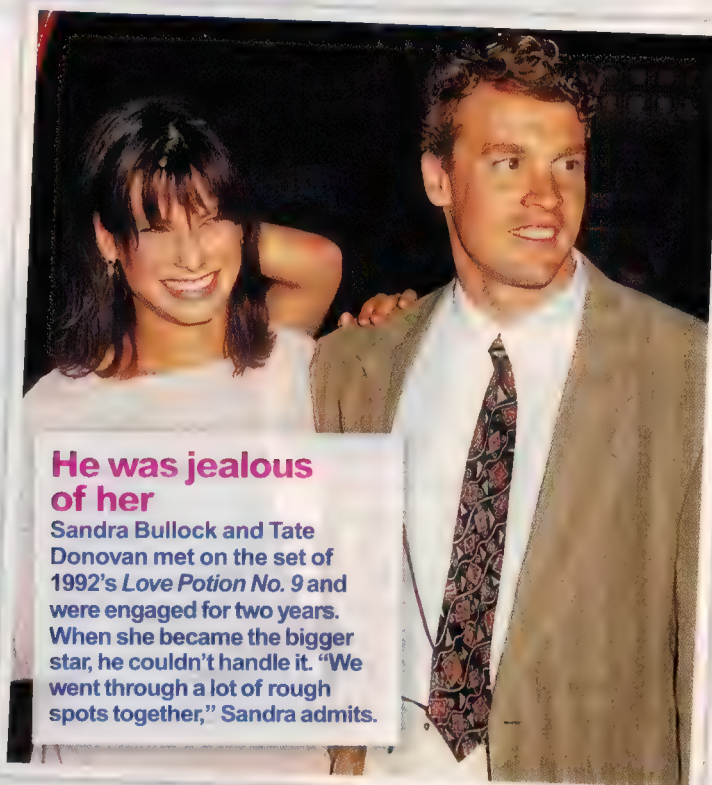 He was jealous
of her
Sandra Bullock and Tate
Donovan met on the set of
1992's Love Potion No. 9 and
were engaged for two years.
When she became the bigger
star, he couldn't handle it. "We
went through a lot of rough
spots together," Sandra admits.